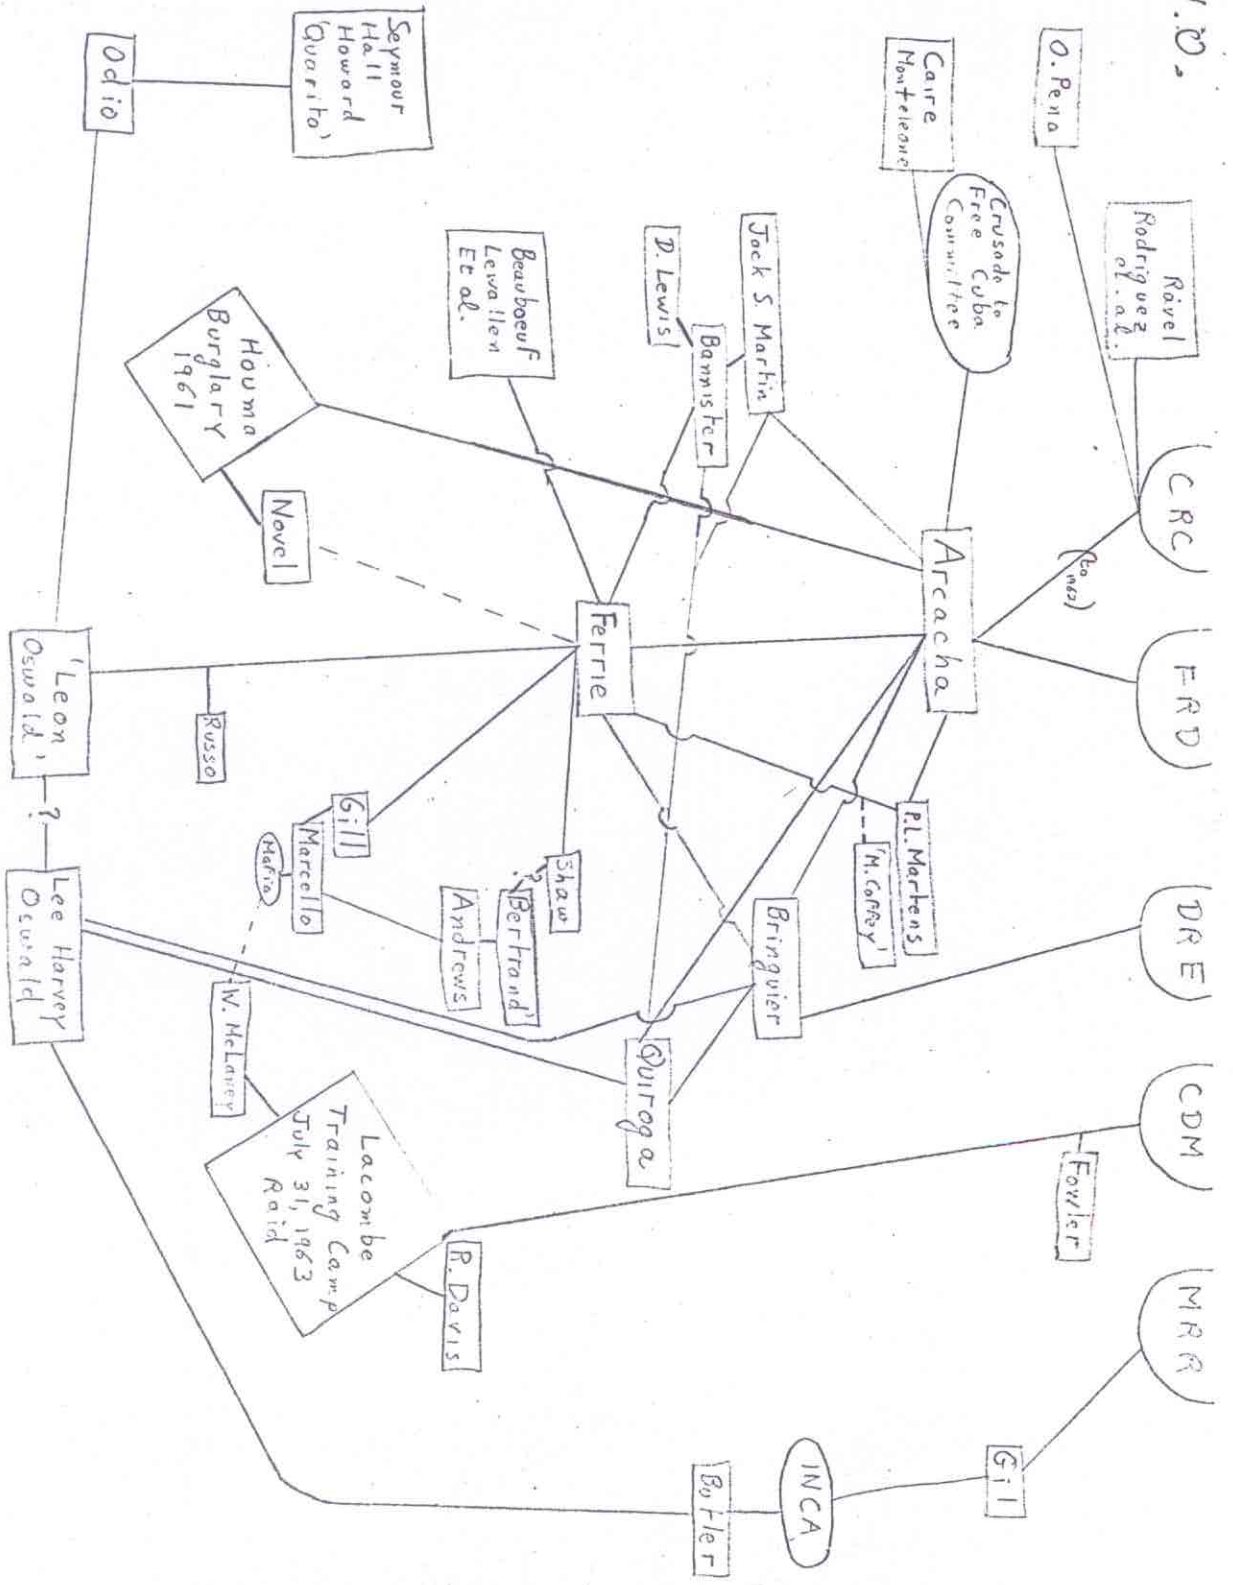 N.O.
CRC
FRD
DRE
CDM
MRR
Rávél
Rodriguez
et. al.
O. Pena
(to
1962)
Fowler
Gil
Crusade to
Free Cuba
Committee
Caire
Monteleone
Arcacha
P.L. Martens
'M. Coffey'
INCA
Jack S. Martin
Bannister
D. Lewis
Bringuier
Quiroga
Butler
Beauboeuf
Lewallen
Et al.
Ferrie
Shaw
?
'Bertrand'
Andrews
R. Davis
Seymour
Hall
Howard
'Quarito'
Houma
Burglary
1961
Novel
Gill
Marcello
Mafia
Lacombe
Training Camp
July 31, 1963
Raid
W. McLaney
Russo
Odio
'Leon
Oswald'
?
Lee Harvey
Oswald